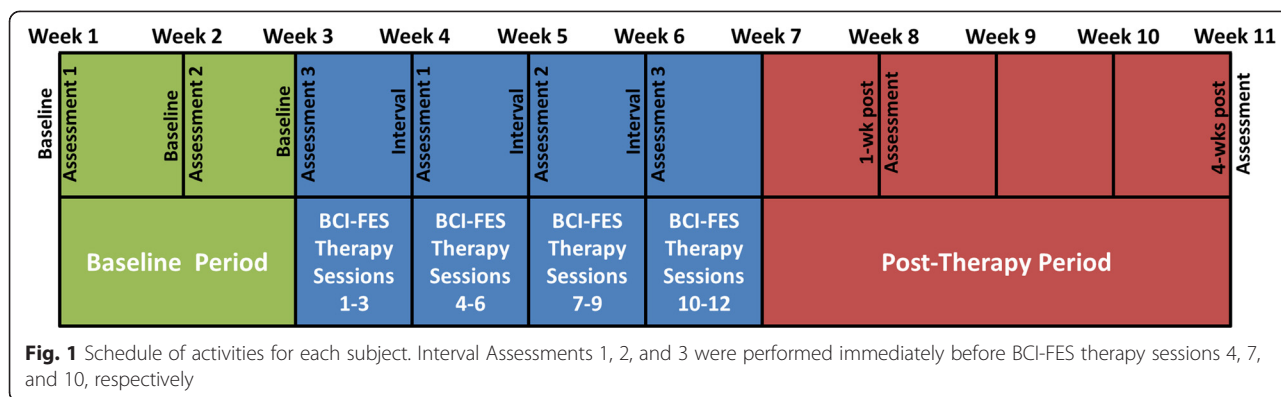 Week 1 Week 2 Week 3 Week 4 Week 5 Week 6 Week 7 Week 8 Week 9 Week 10 Week 11
Baseline
Assessment 1
Baseline
Assessment 2
Baseline
Assessment 3
Interval
Assessment 1
Interval
Assessment 2
Interval
Assessment 3
1-wk post
Assessment
4-wks post
Assessment
Baseline Period
BCI-FES
Therapy
Sessions
1-3
BCI-FES
Therapy
Sessions
4-6
BCI-FES
Therapy
Sessions
7-9
BCI-FES
Therapy
Sessions
10-12
Post-Therapy Period
Fig. 1 Schedule of activities for each subject. Interval Assessments 1, 2, and 3 were performed immediately before BCI-FES therapy sessions 4, 7,
and 10, respectively